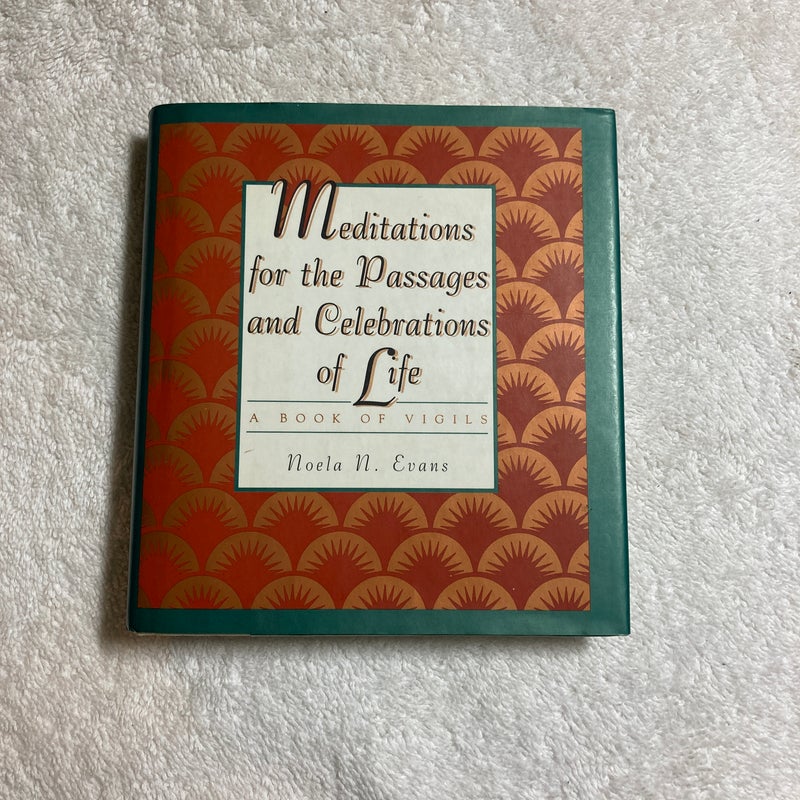 Meditations
for the Passages
and Celebrations
of Life
A BOOK OF VIGILS
Noela N. Evans